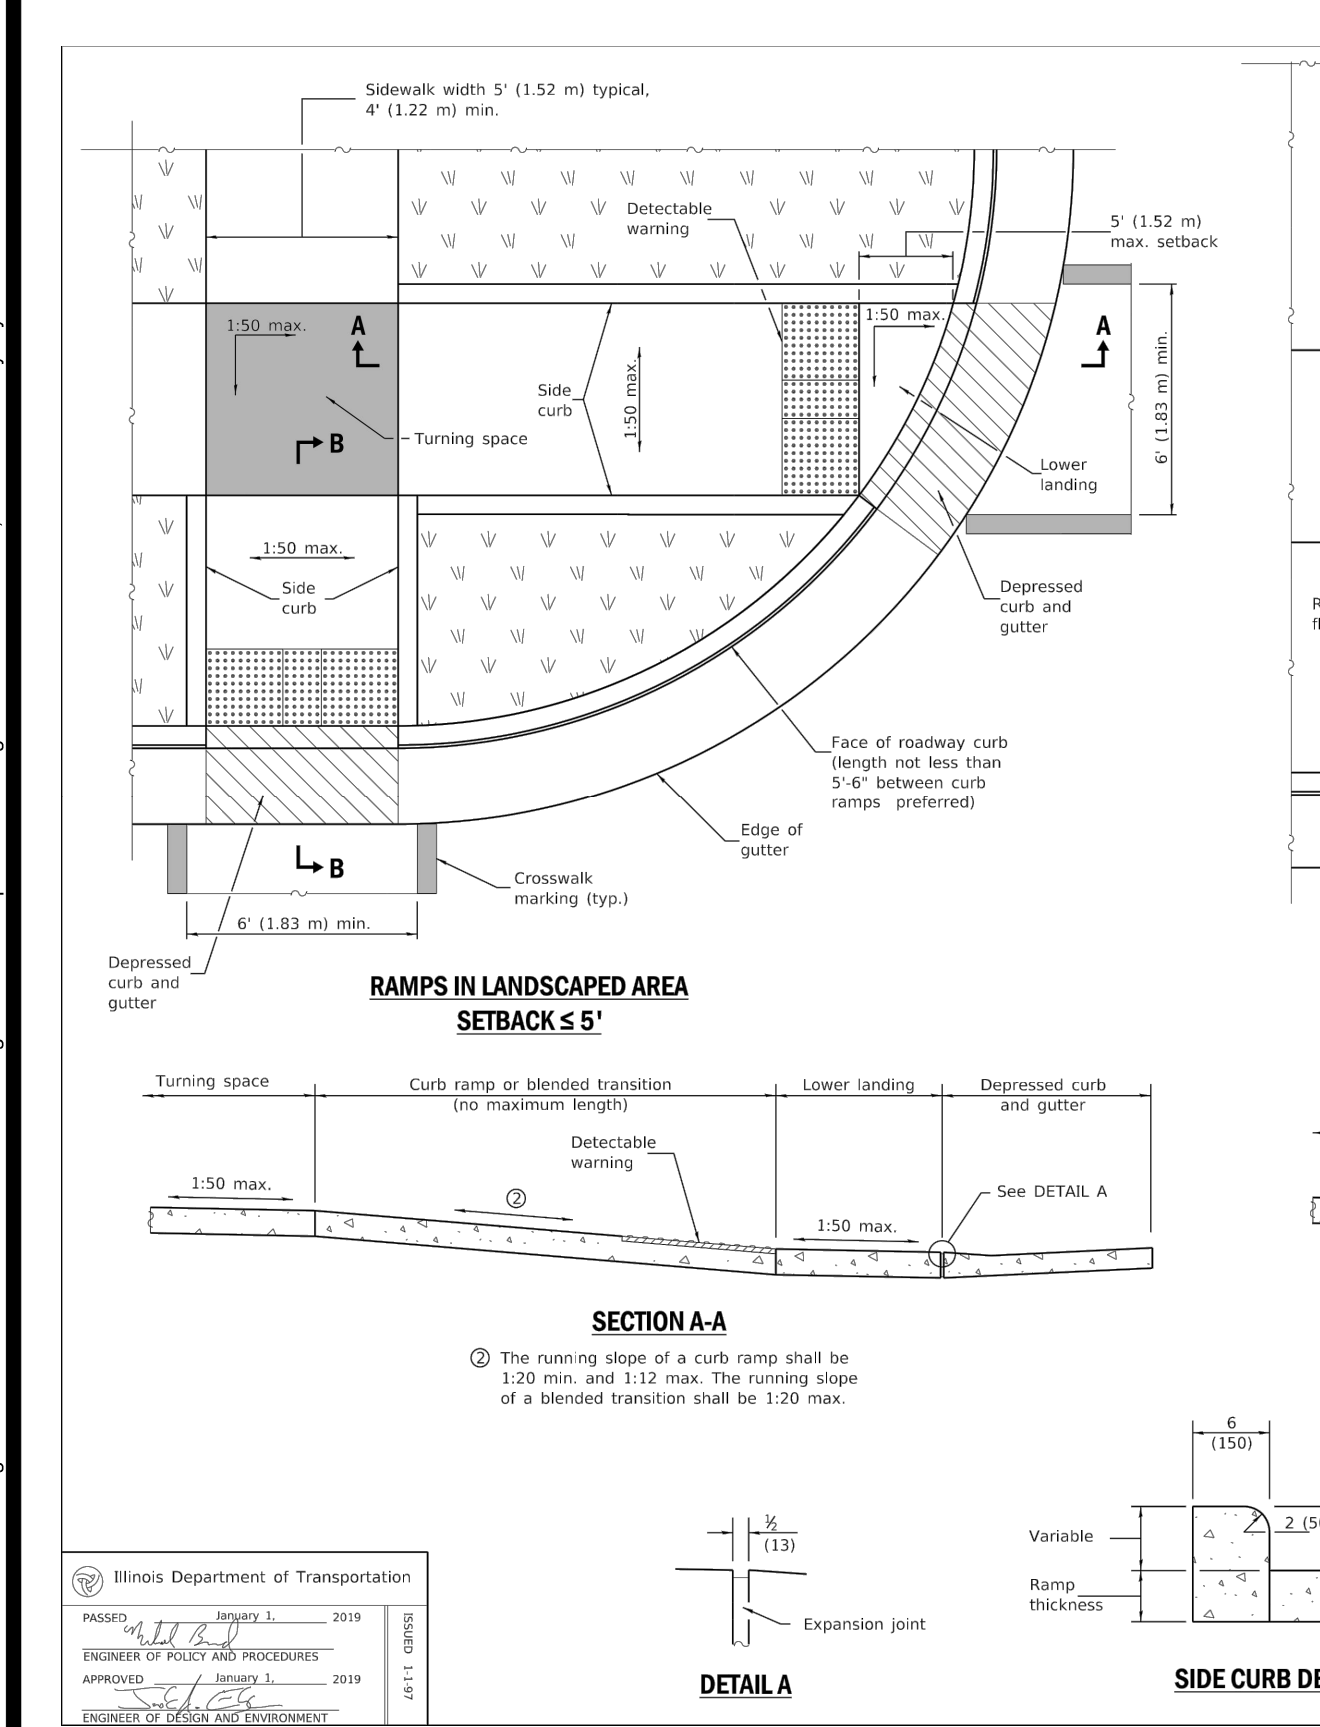 Sidewalk width 5' (1.52 m) typical,
4' (1.22 m) min.
Detectable
warning
5' (1.52 m)
max. setback
1:50 max.
A
1:50 max.
A
Side
curb
1:50 max.
6' (1.83 m) min.
B
Turning space
Lower
landing
1:50 max.
Side
curb
Depressed
curb and
gutter
Face of roadway curb
(length not less than
5'-6" between curb
ramps preferred)
Edge of
gutter
B
Crosswalk
marking (typ.)
6' (1.83 m) min.
Depressed
curb and
gutter
RAMPS IN LANDSCAPED AREA
SETBACK ≤ 5'
Turning space
Curb ramp or blended transition
(no maximum length)
Lower landing
Depressed curb
and gutter
Detectable
warning
1:50 max.
②
See DETAIL A
1:50 max.
SECTION A-A
② The running slope of a curb ramp shall be
1:20 min. and 1:12 max. The running slope
of a blended transition shall be 1:20 max.
6
(150)
½
(13)
Variable
2
Ramp
thickness
Expansion joint
DETAIL A
SIDE CURB
Illinois Department of Transportation
PASSED January 1, 2019
ENGINEER OF POLICY AND PROCEDURES
APPROVED January 1, 2019
ENGINEER OF DESIGN AND ENVIRONMENT
ISSUED 1-1-97